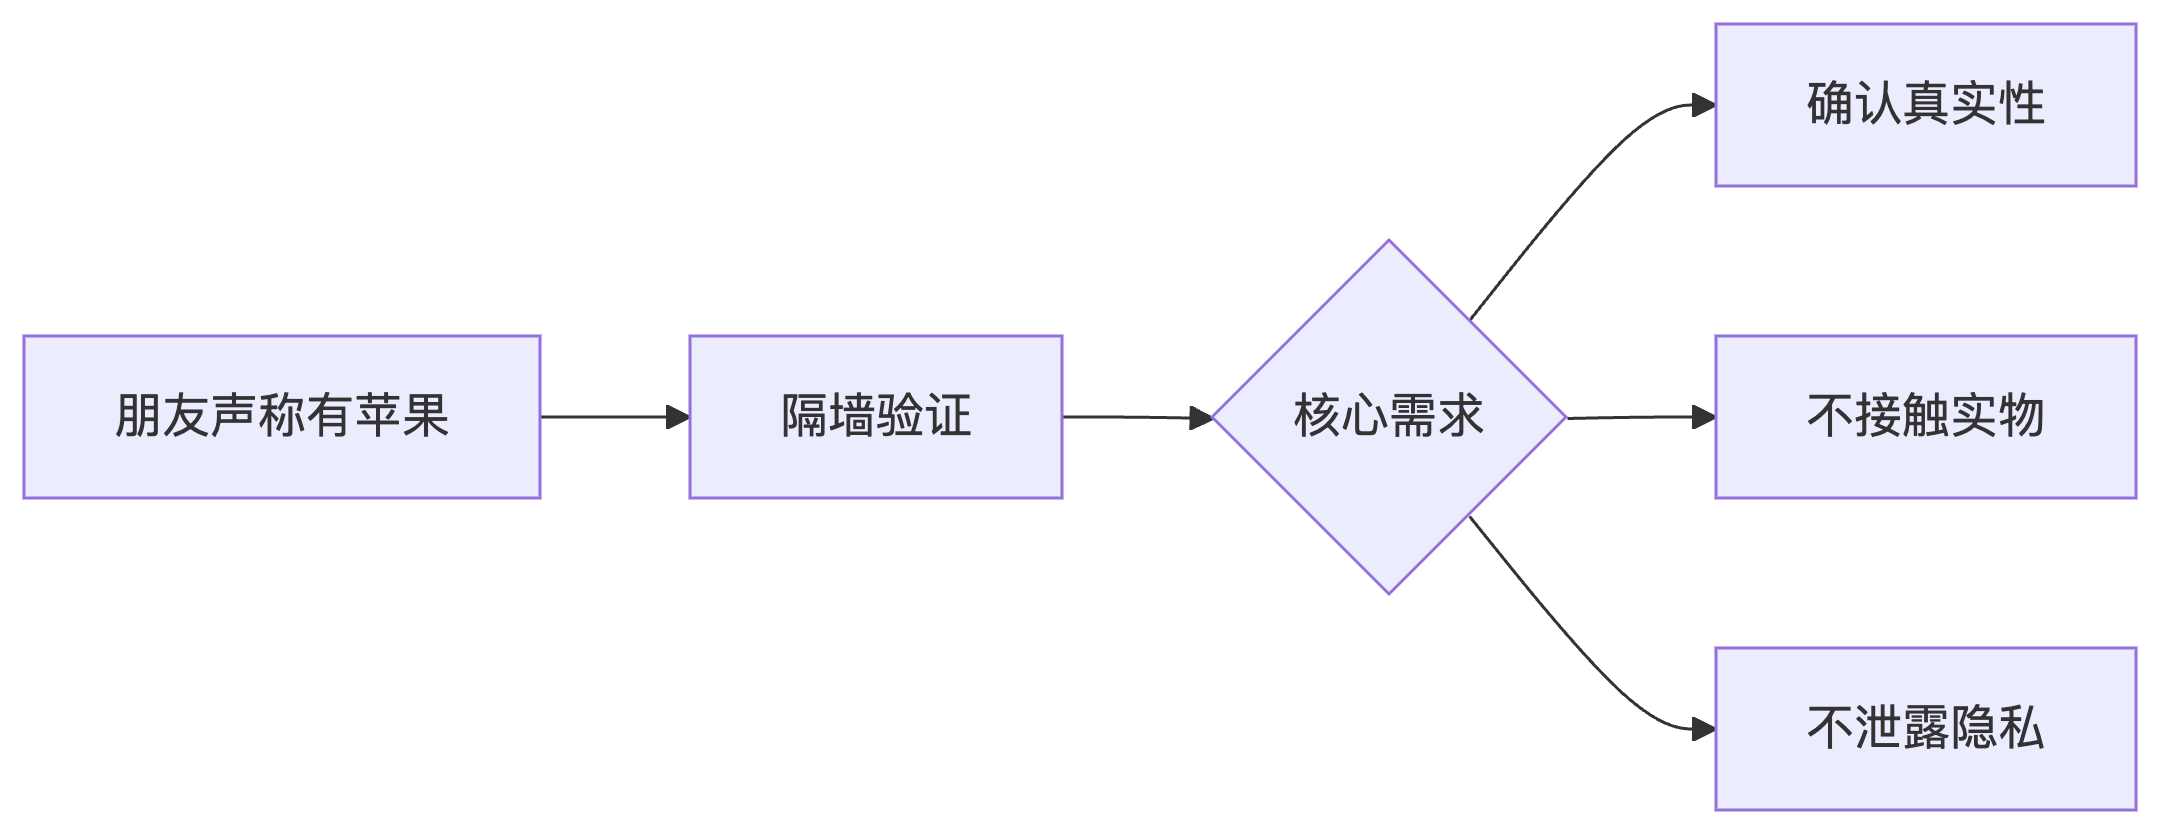 朋友声称有苹果
隔墙验证
核心需求
确认真实性
不接触实物
不泄露隐私